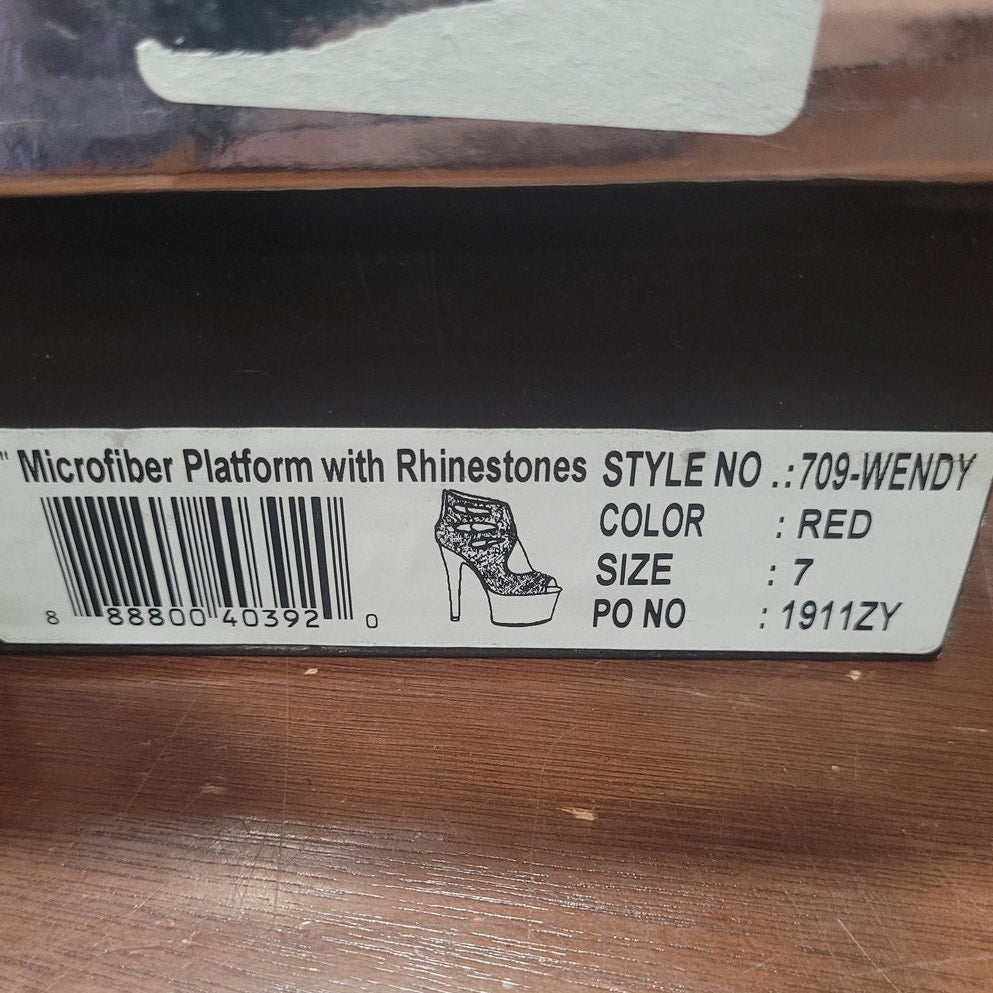 " Microfiber Platform with Rhinestones
STYLE NO .:709-WENDY
COLOR : RED
SIZE : 7
PO NO : 1911ZY
8 88800 40392 0